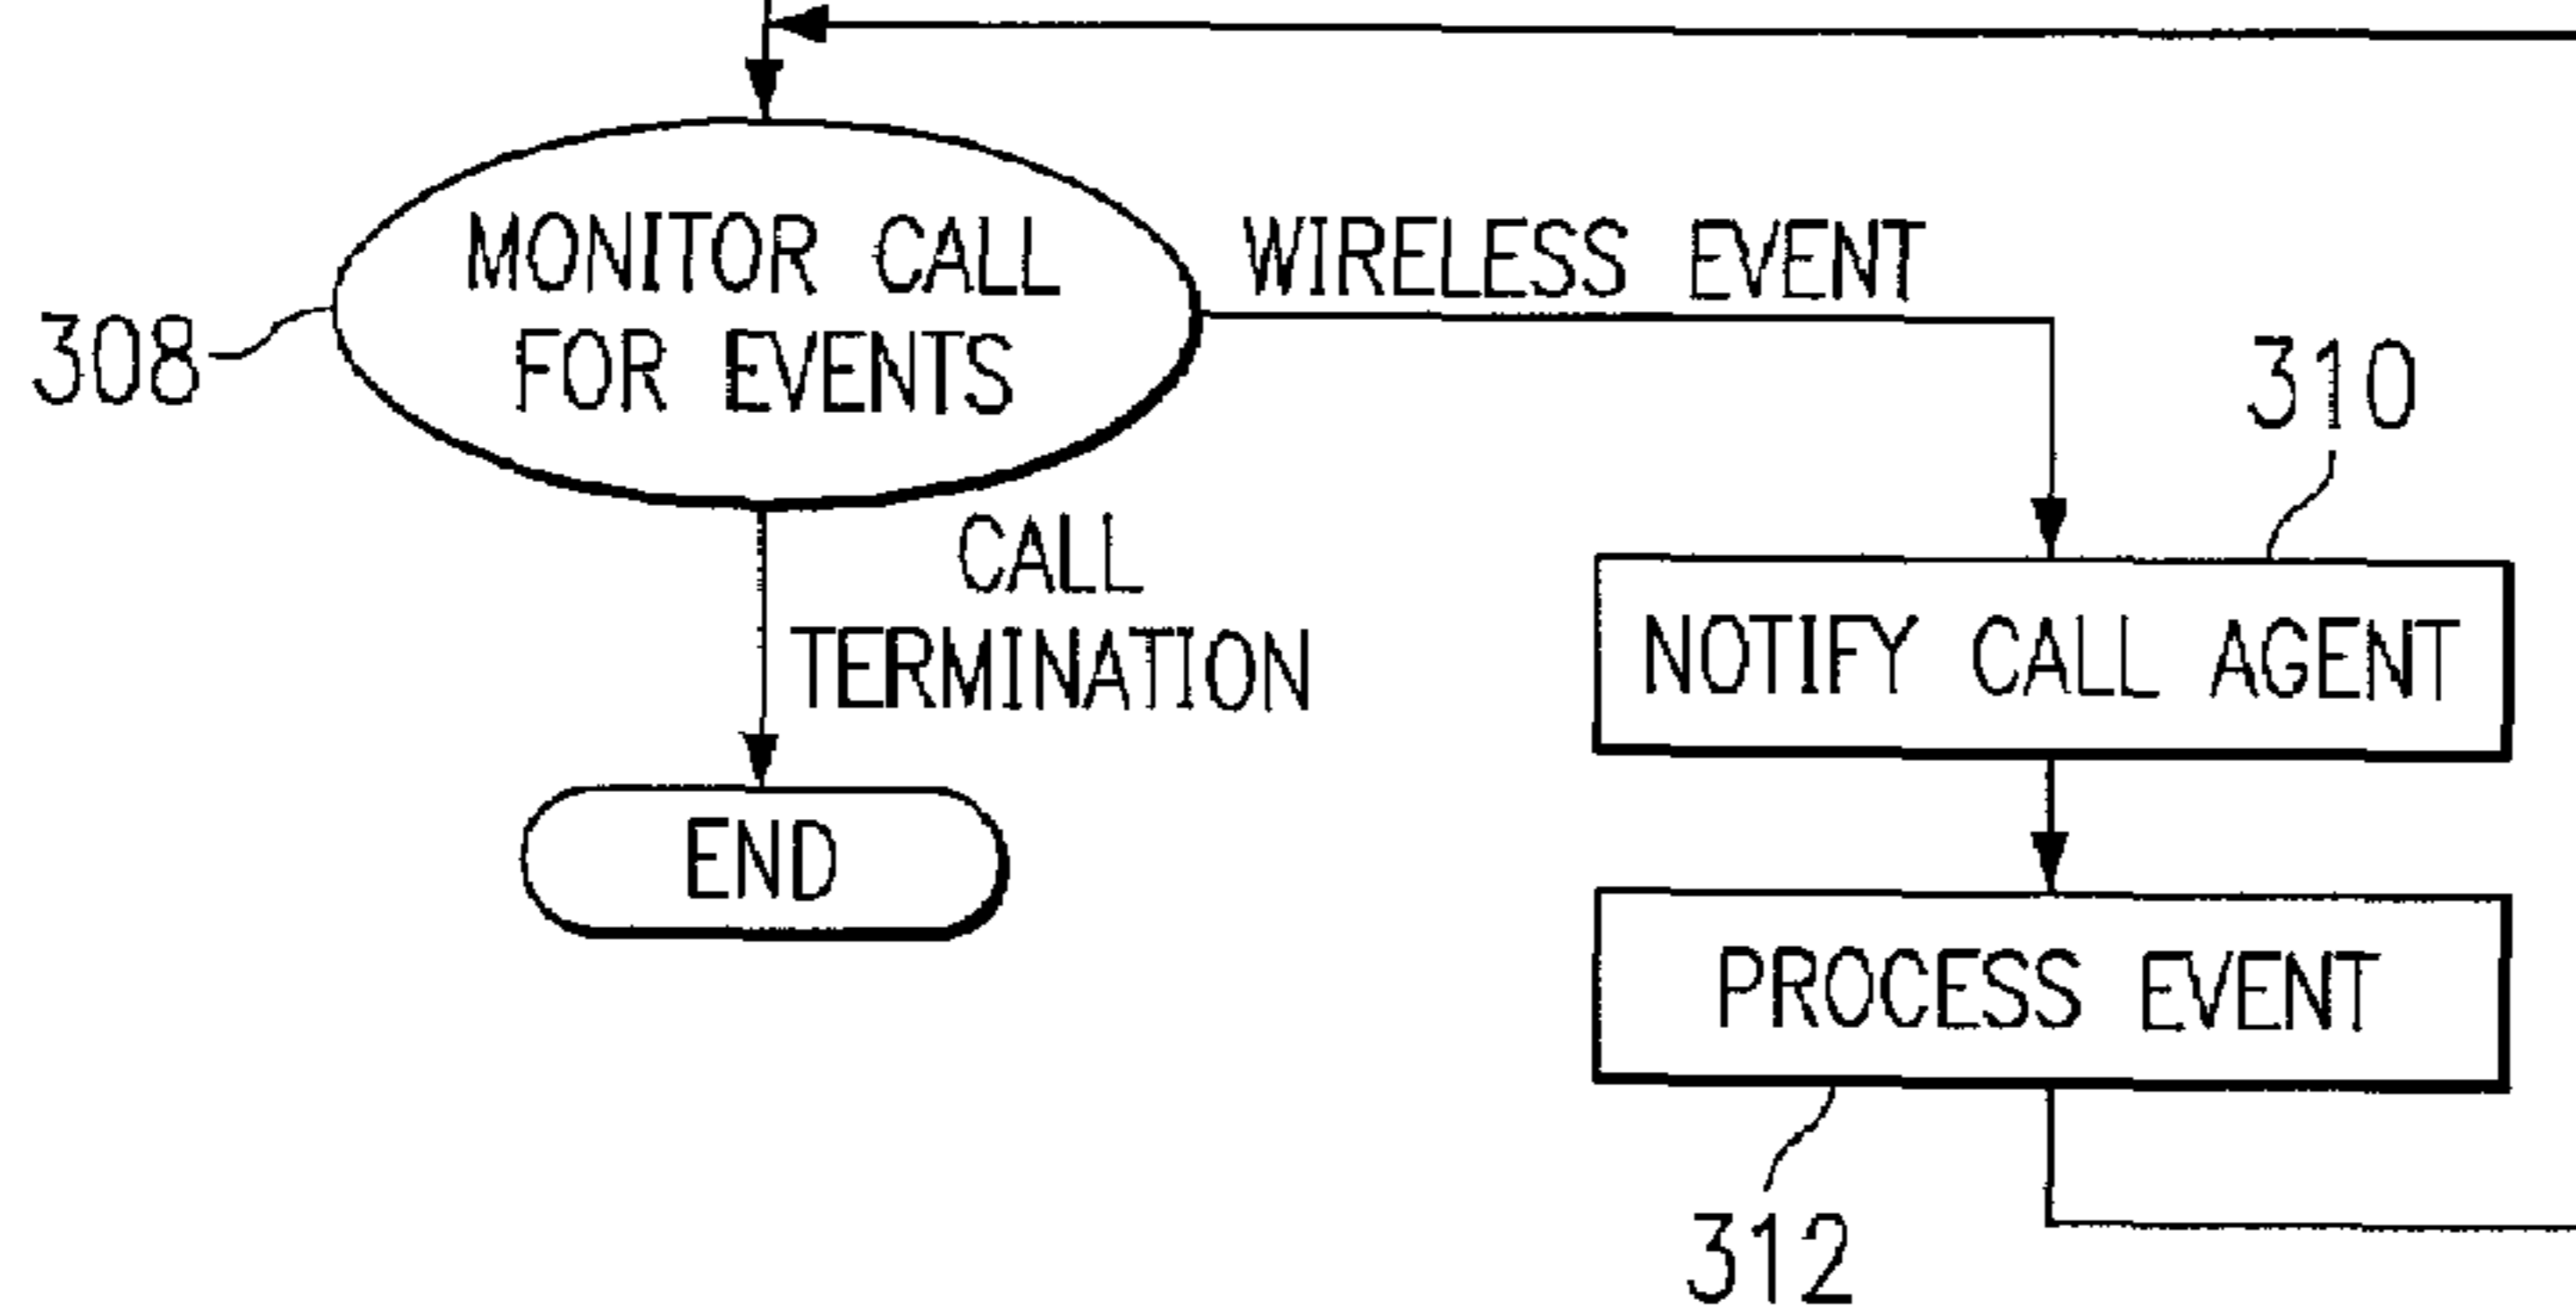 MONITOR CALL
FOR EVENTS
308
WIRELESS EVENT
310
CALL
TERMINATION
NOTIFY CALL AGENT
END
PROCESS EVENT
312